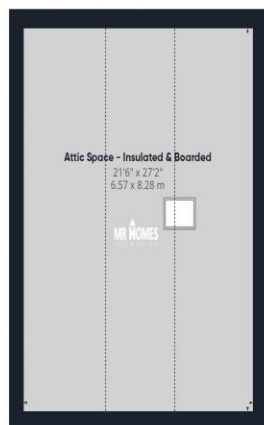 Attic Space - Insulated & Boarded
21'6" x 27'2"
6.57 x 8.28 m
MR HOMES